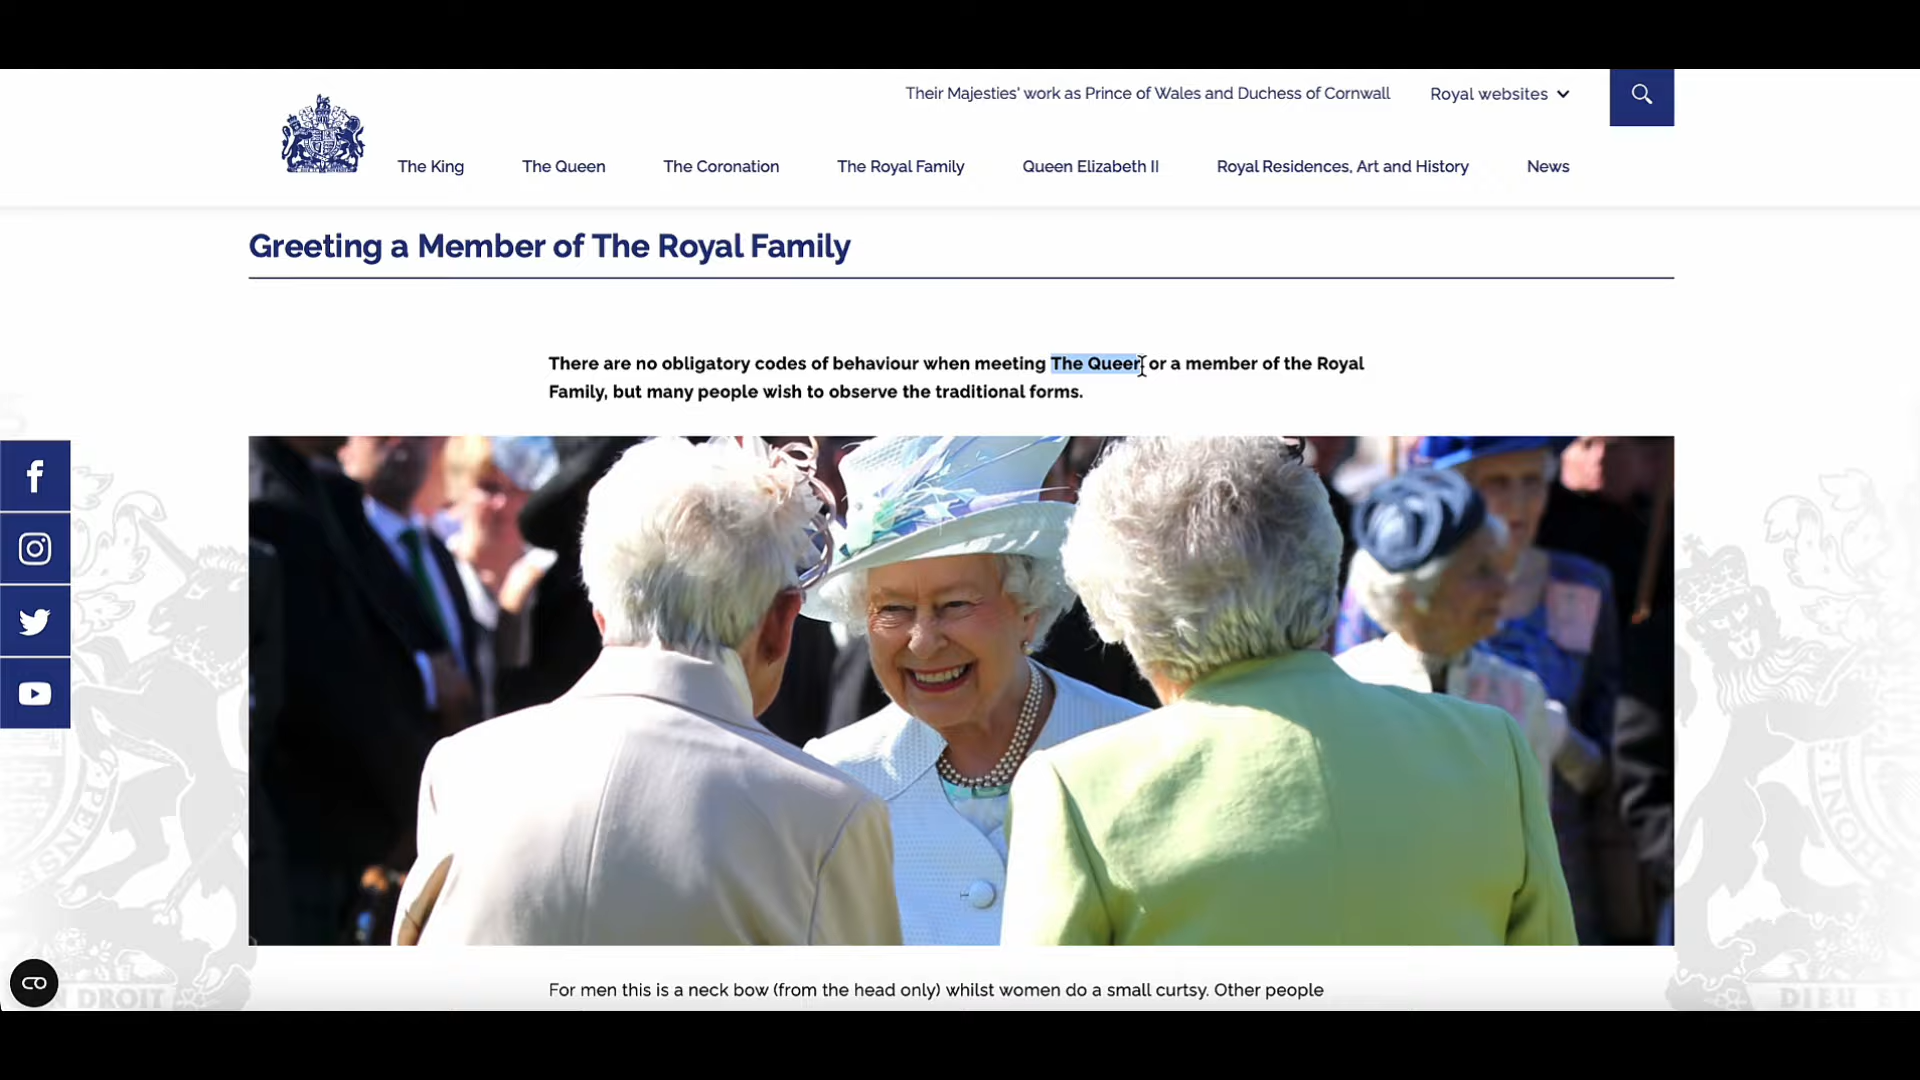 Their Majesties' work as Prince of Wales and Duchess of Cornwall
Royal websites
The King
The Queen
The Coronation
The Royal Family
Queen Elizabeth II
Royal Residences, Art and History
News
Greeting a Member of The Royal Family
There are no obligatory codes of behaviour when meeting The Queen or a member of the Royal
Family, but many people wish to observe the traditional forms.
For men this is a neck bow (from the head only) whilst women do a small curtsy. Other people
DROIT
DIEU ET